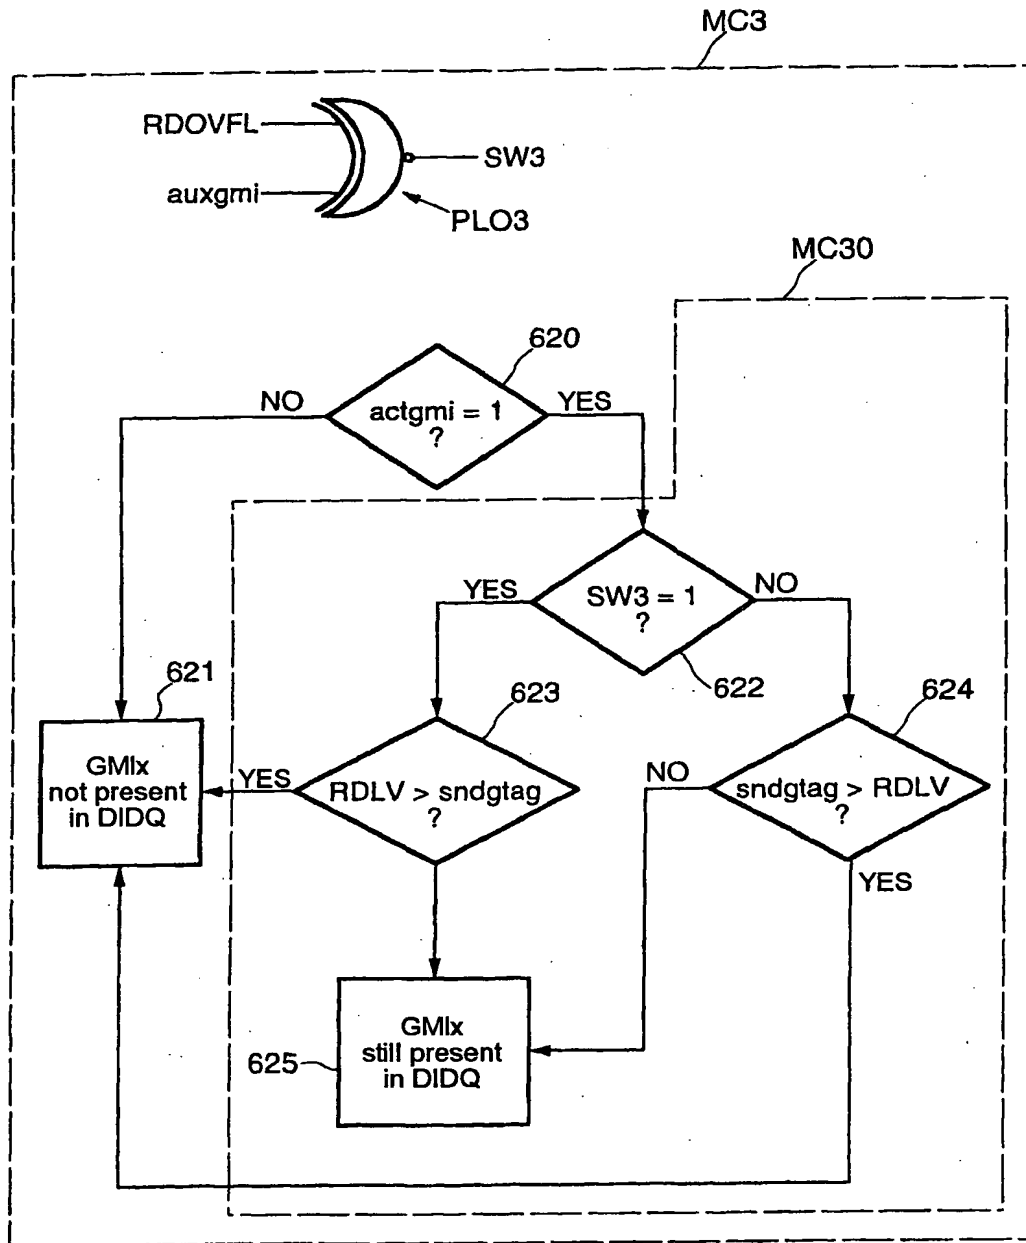 MC3
RDOVFL
SW3
auxgmi
PLO3
MC30
620
NO
YES
actgmi = 1
?
YES
NO
SW3 = 1
?
621
623
622
624
GMIx
not present
in DIDQ
YES
RDLV > sndgtag
?
NO
sndgtag > RDLV
?
YES
GMIx
still present
in DIDQ
625